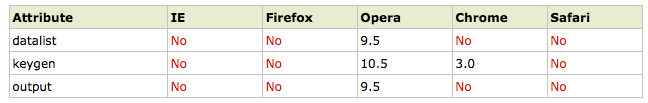 Attribute IE Firefox Opera Chrome Safari
datalist No No 9.5 No No
keygen No No 10.5 3.0 No
output No No 9.5 No No